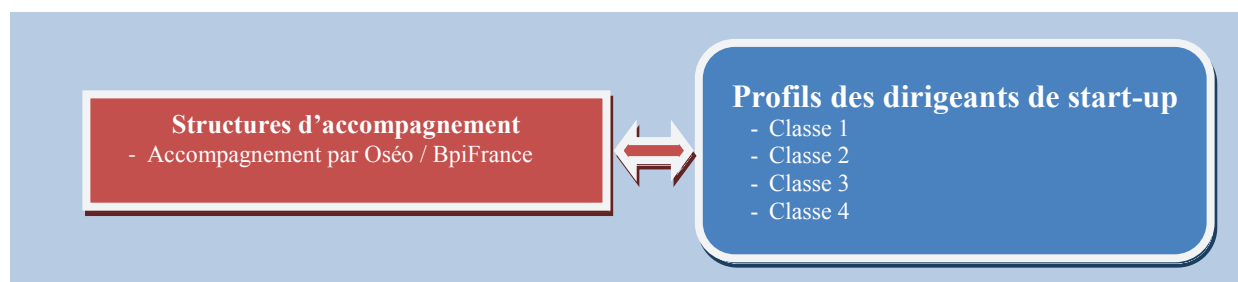 Structures d'accompagnement
- Accompagnement par Oséo / BpiFrance
Profils des dirigeants de start-up
- Classe 1
- Classe 2
- Classe 3
- Classe 4